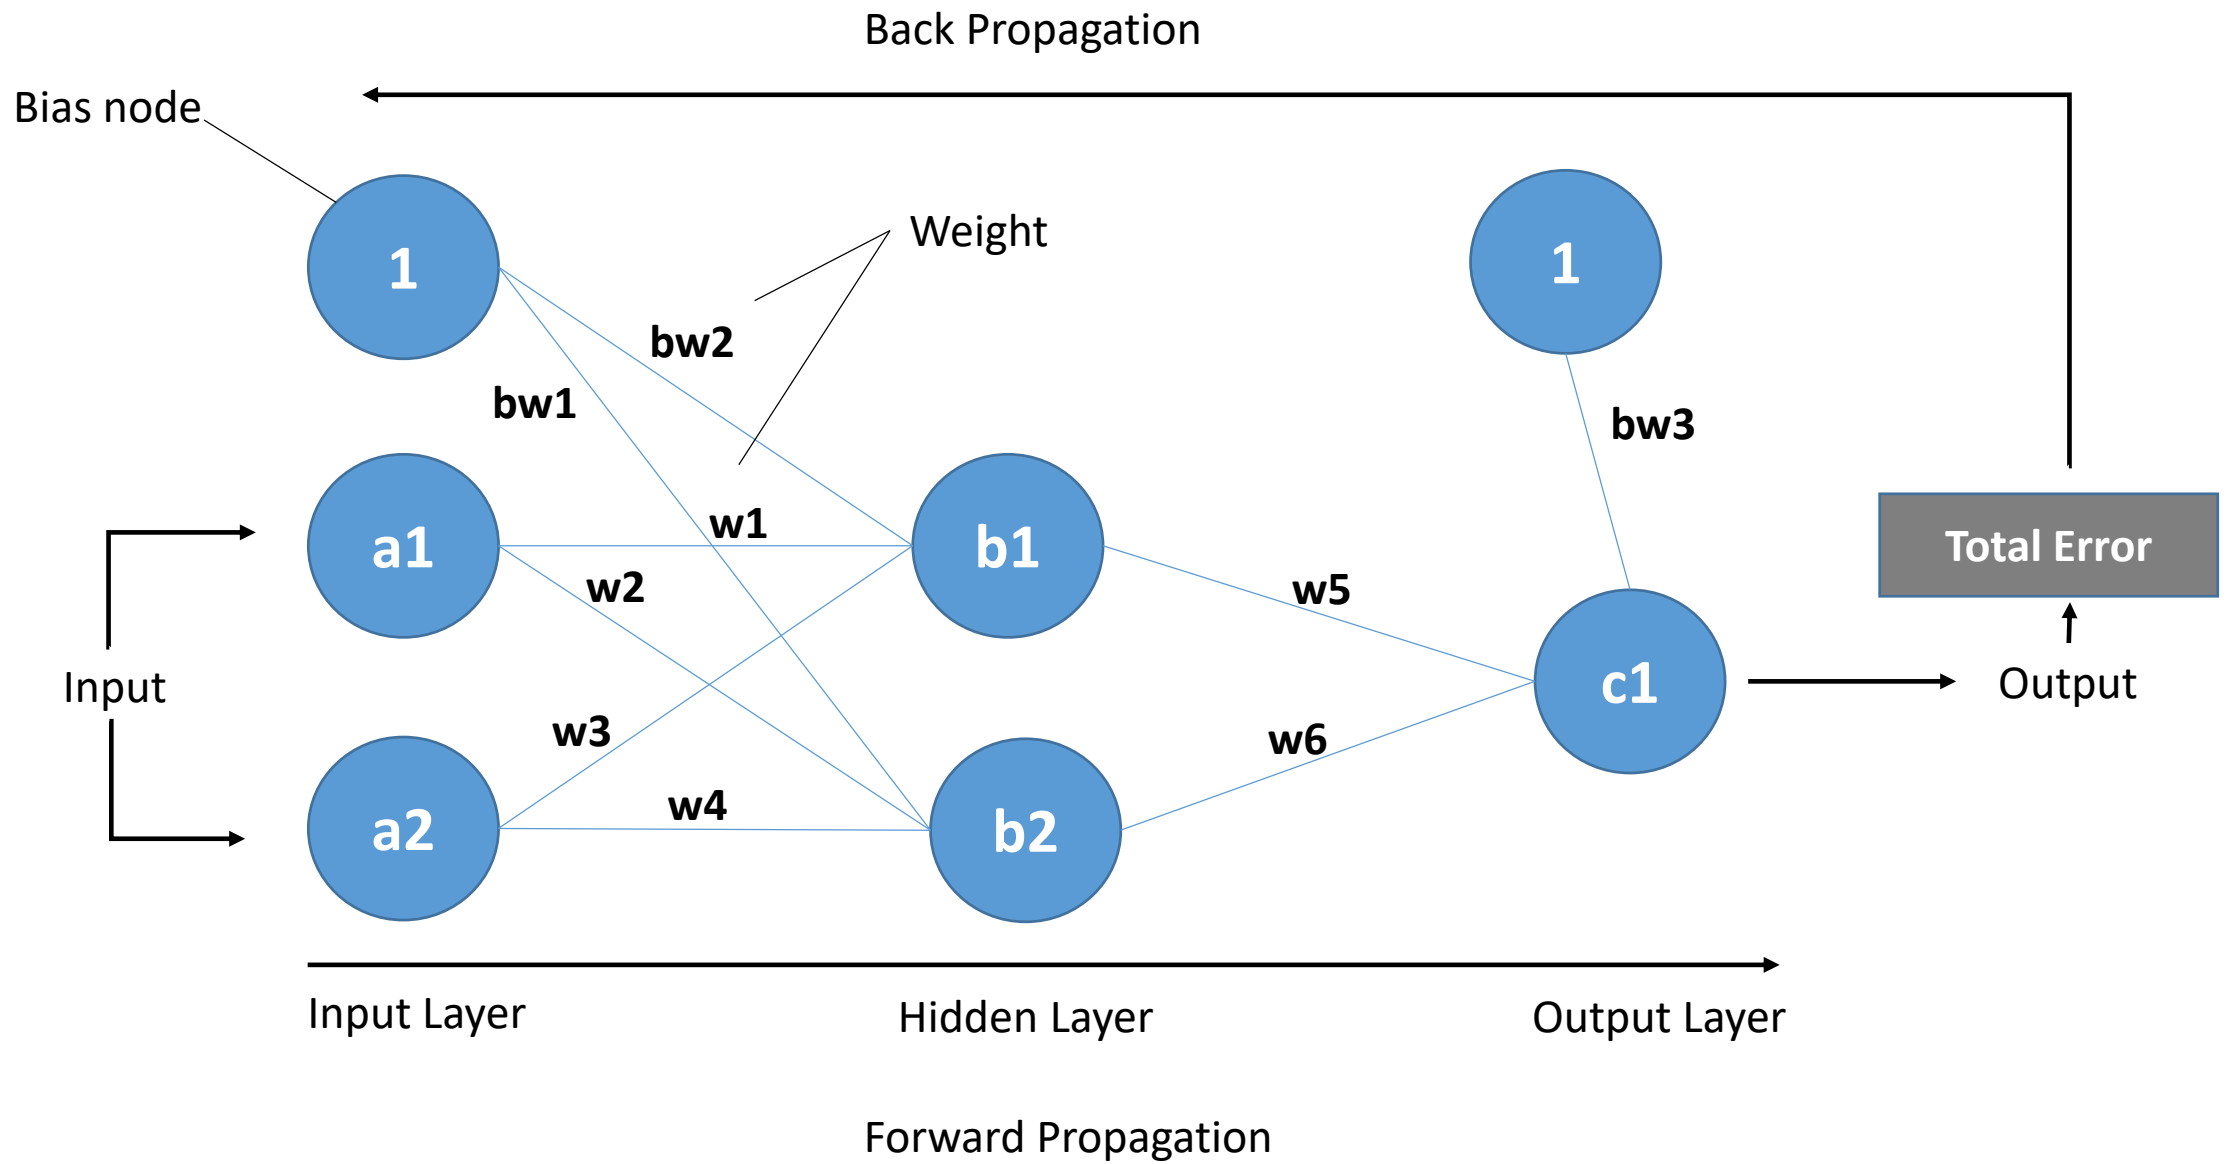 Back Propagation
Bias node
1
Weight
1
bw2
bw1
bw3
a1
w1
b1
w2
w5
Total Error
Input
w3
c1
Output
w6
a2
w4
b2
Input Layer
Hidden Layer
Output Layer
Forward Propagation